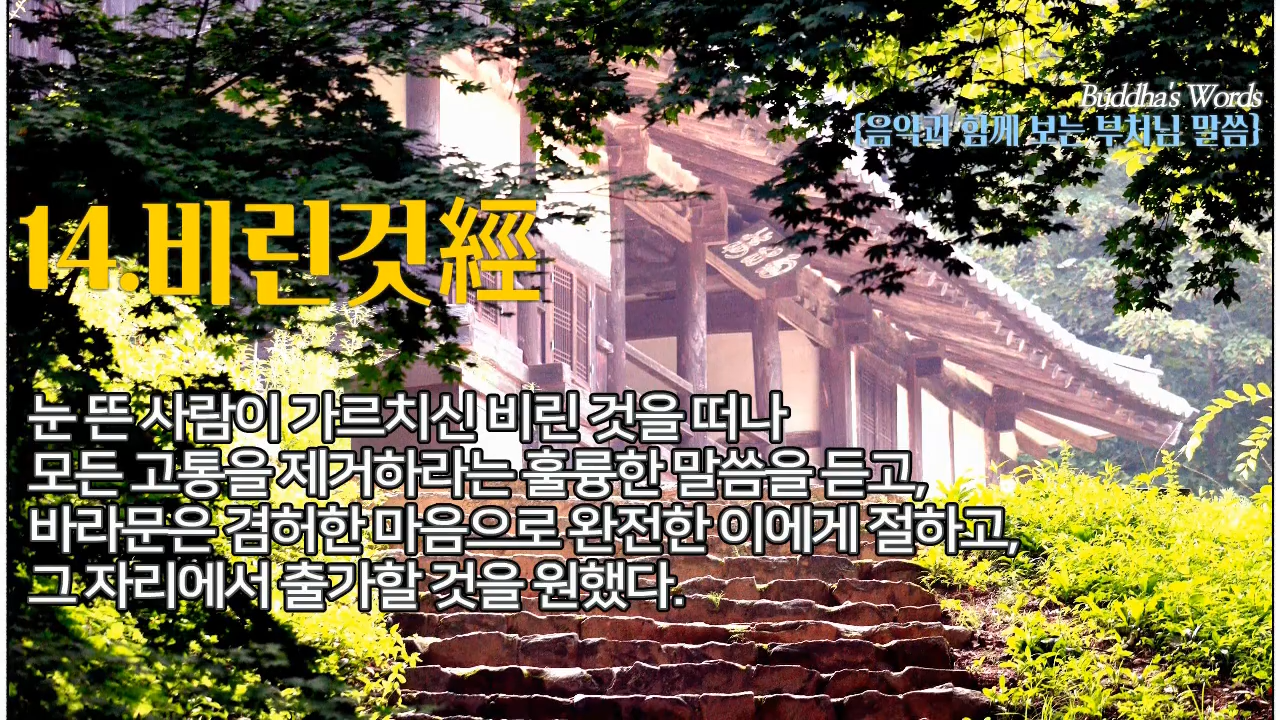 Buddha's Words
{음악과 함께 보는 부처님 말씀}
14.비린것經
눈 뜬 사람이 가르치신 비린 것을 떠나
모든 고통을 제거하라는 훌륭한 말씀을 듣고,
바라문은 겸허한 마음으로 완전한 이에게 절하고,
그 자리에서 출가할 것을 원했다.